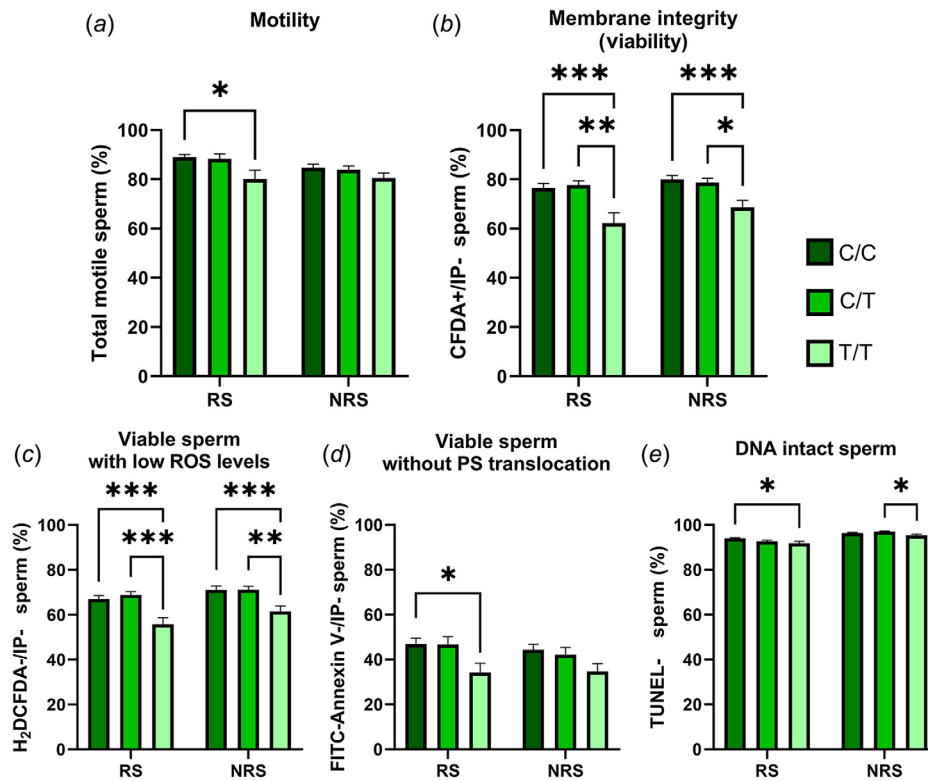 (a)
Motility
*
Total motile sperm (%)
100
80
60
40
20
0
RS
NRS
(b)
Membrane integrity
(viability)
***
***
**
*
CFDA+/IP- sperm (%)
100
80
60
40
20
0
RS
NRS
C/C
C/T
T/T
(c)
Viable sperm
with low ROS levels
***
***
***
**
H₂DCFDA-/IP- sperm (%)
100
80
60
40
20
0
RS
NRS
(d)
Viable sperm
without PS translocation
*
FITC-Annexin V-/IP- sperm (%)
100
80
60
40
20
0
RS
NRS
(e)
DNA intact sperm
*
*
TUNEL- sperm (%)
100
80
60
40
20
0
RS
NRS